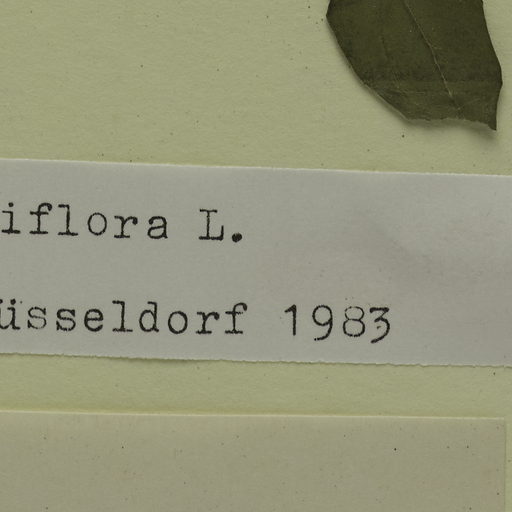 iflora L.
üsseldorf 1983